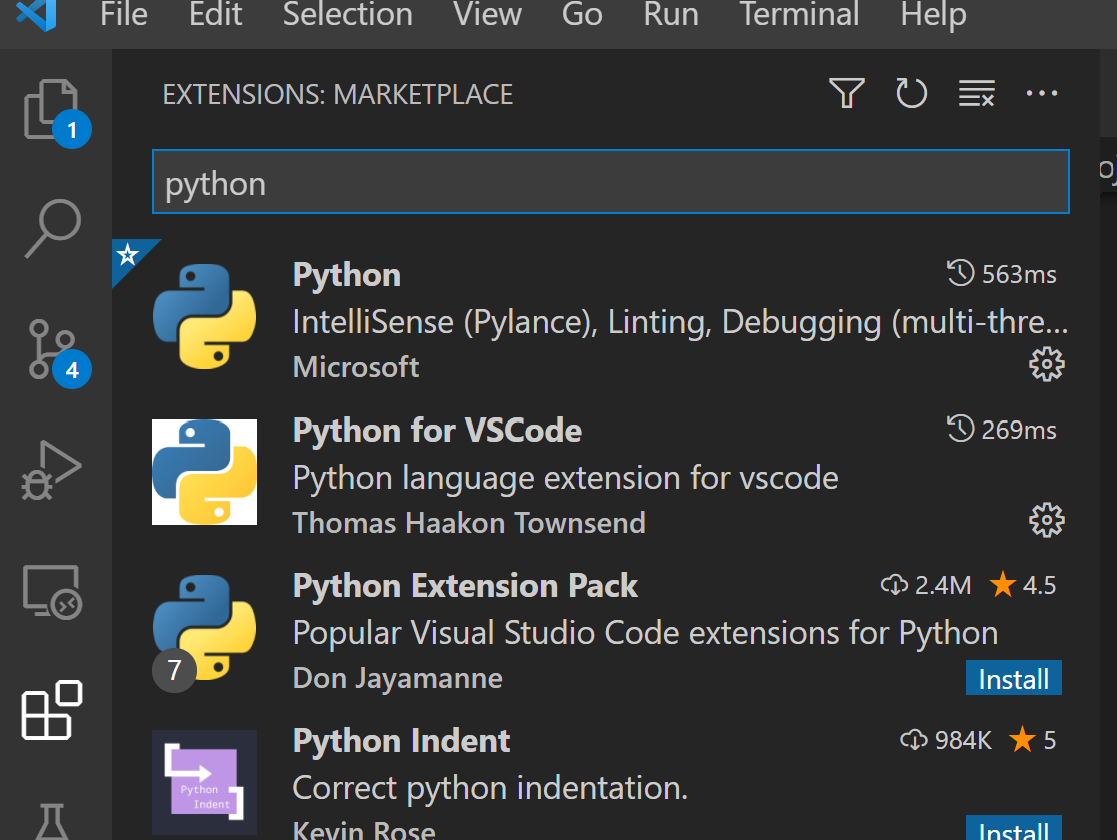 File Edit Selection View Go Run Terminal Help
EXTENSIONS: MARKETPLACE
1
python
Python 563ms
IntelliSense (Pylance), Linting, Debugging (multi-thre...
Microsoft
4
Python for VSCode 269ms
Python language extension for vscode
Thomas Haakon Townsend
Python Extension Pack 2.4M 4.5
Popular Visual Studio Code extensions for Python
7
Don Jayamanne Install
Python Indent 984K 5
Correct python indentation.
Python
Indent
Kevin Rose Install